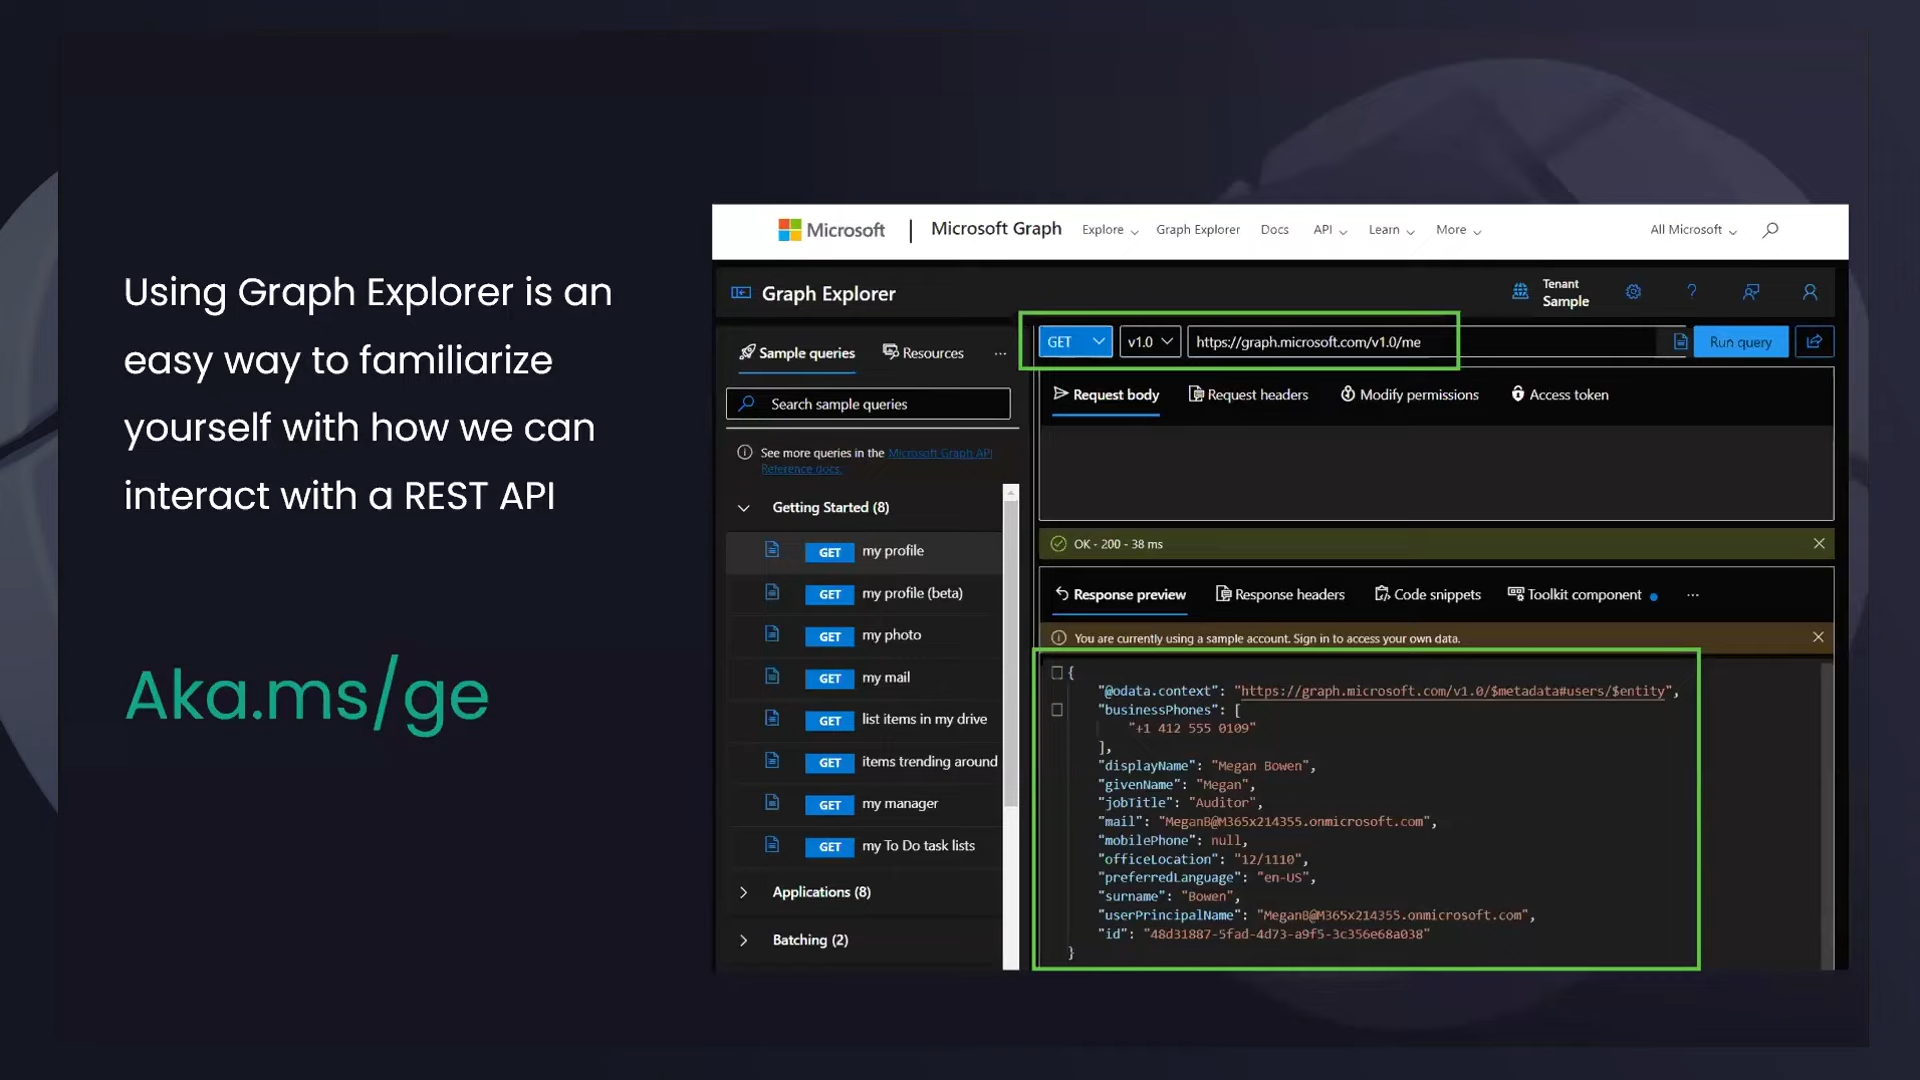 Using Graph Explorer is an
easy way to familiarize
yourself with how we can
interact with a REST API
Aka.ms/ge
Microsoft | Microsoft Graph Explore Graph Explorer Docs API Learn More All Microsoft
Graph Explorer
Tenant
Sample
Sample queries Resources ...
Search sample queries
See more queries in the Microsoft Graph API
Reference docs.
Getting Started (8)
GET my profile
GET my profile (beta)
GET my photo
GET my mail
GET list items in my drive
GET items trending around
GET my manager
GET my To Do task lists
Applications (8)
Batching (2)
GET v1.0 https://graph.microsoft.com/v1.0/me Run query
Request body Request headers Modify permissions Access token
OK - 200 - 38 ms
Response preview Response headers Code snippets Toolkit component ...
You are currently using a sample account. Sign in to access your own data.
{
"@odata.context": "https://graph.microsoft.com/v1.0/$metadata#users/$entity",
"businessPhones": [
"+1 412 555 0109"
],
"displayName": "Megan Bowen",
"givenName": "Megan",
"jobTitle": "Auditor",
"mail": "MeganB@M365x214355.onmicrosoft.com",
"mobilePhone": null,
"officeLocation": "12/1110",
"preferredLanguage": "en-US",
"surname": "Bowen",
"userPrincipalName": "MeganB@M365x214355.onmicrosoft.com",
"id": "48d31887-5fad-4d73-a9f5-3c356e68a038"
}